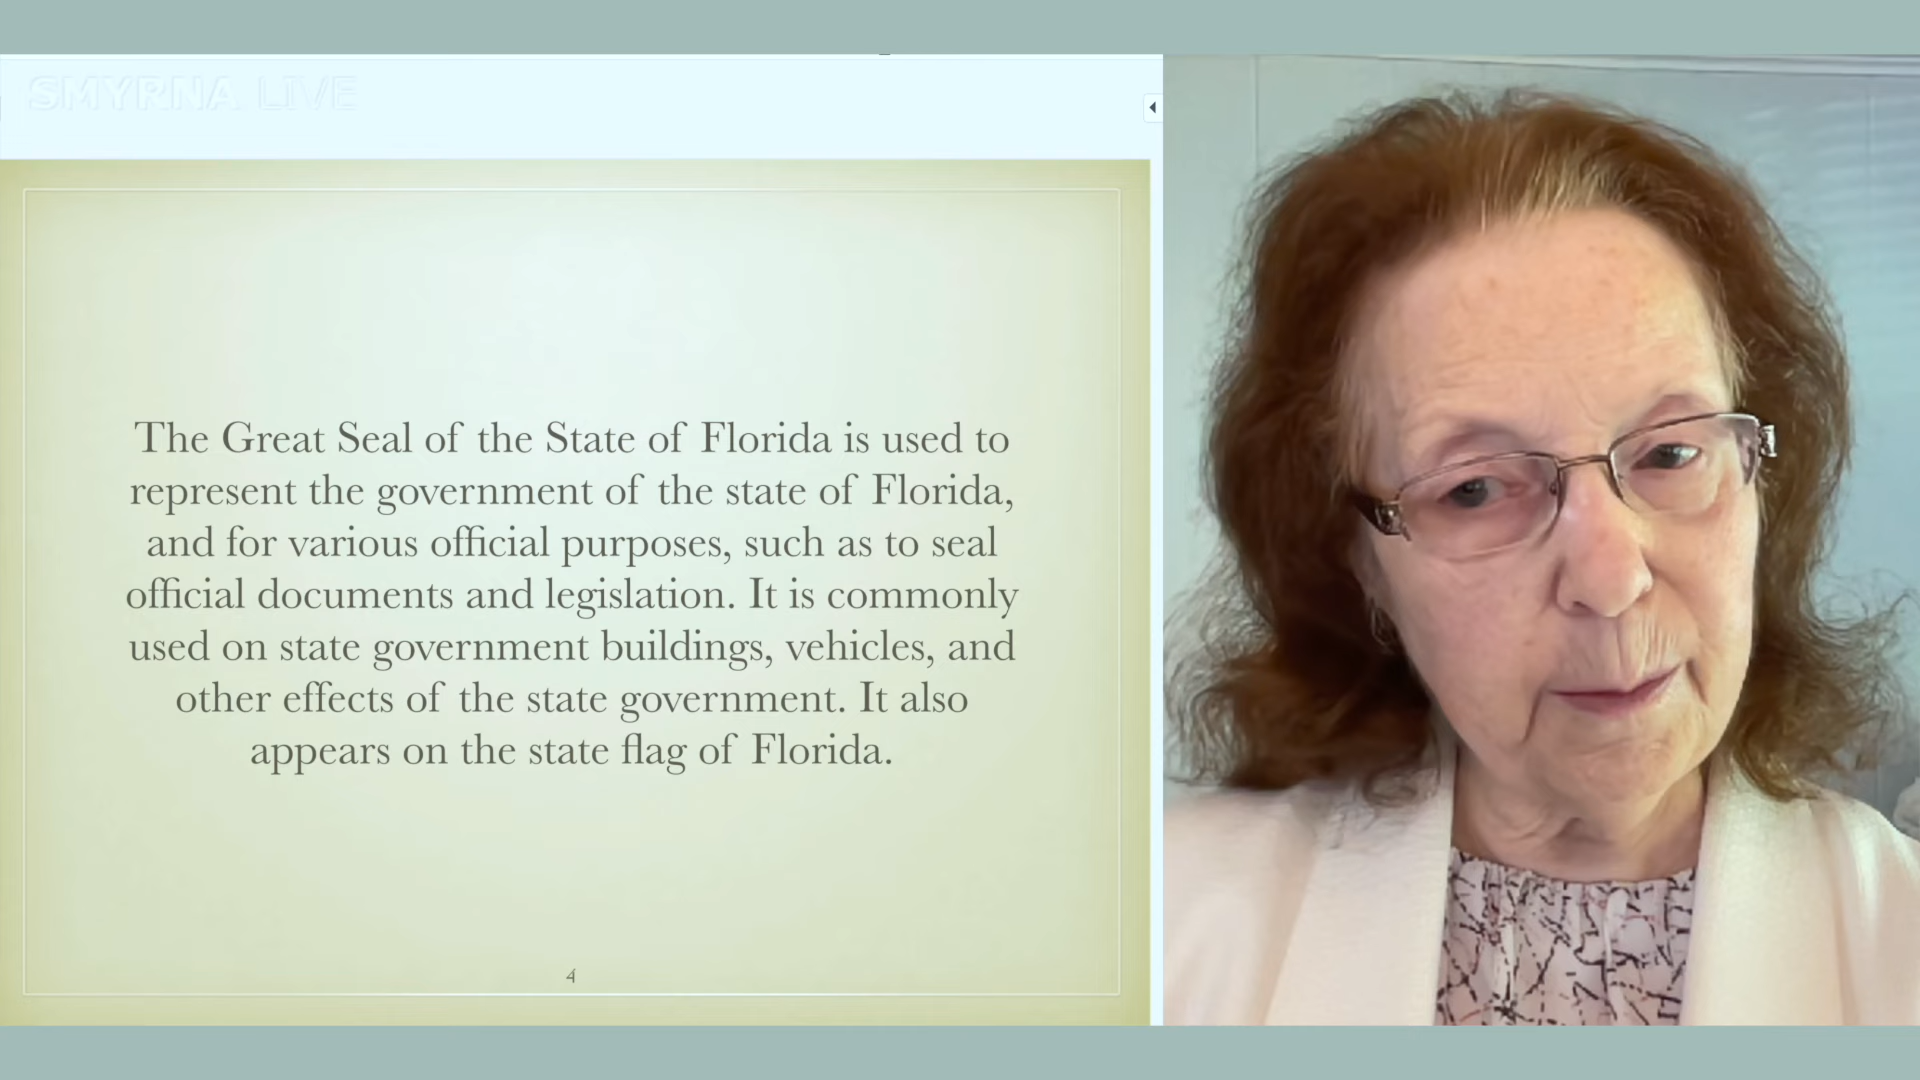 SMYRNA LIVE
The Great Seal of the State of Florida is used to
represent the government of the state of Florida,
and for various official purposes, such as to seal
official documents and legislation. It is commonly
used on state government buildings, vehicles, and
other effects of the state government. It also
appears on the state flag of Florida.
4